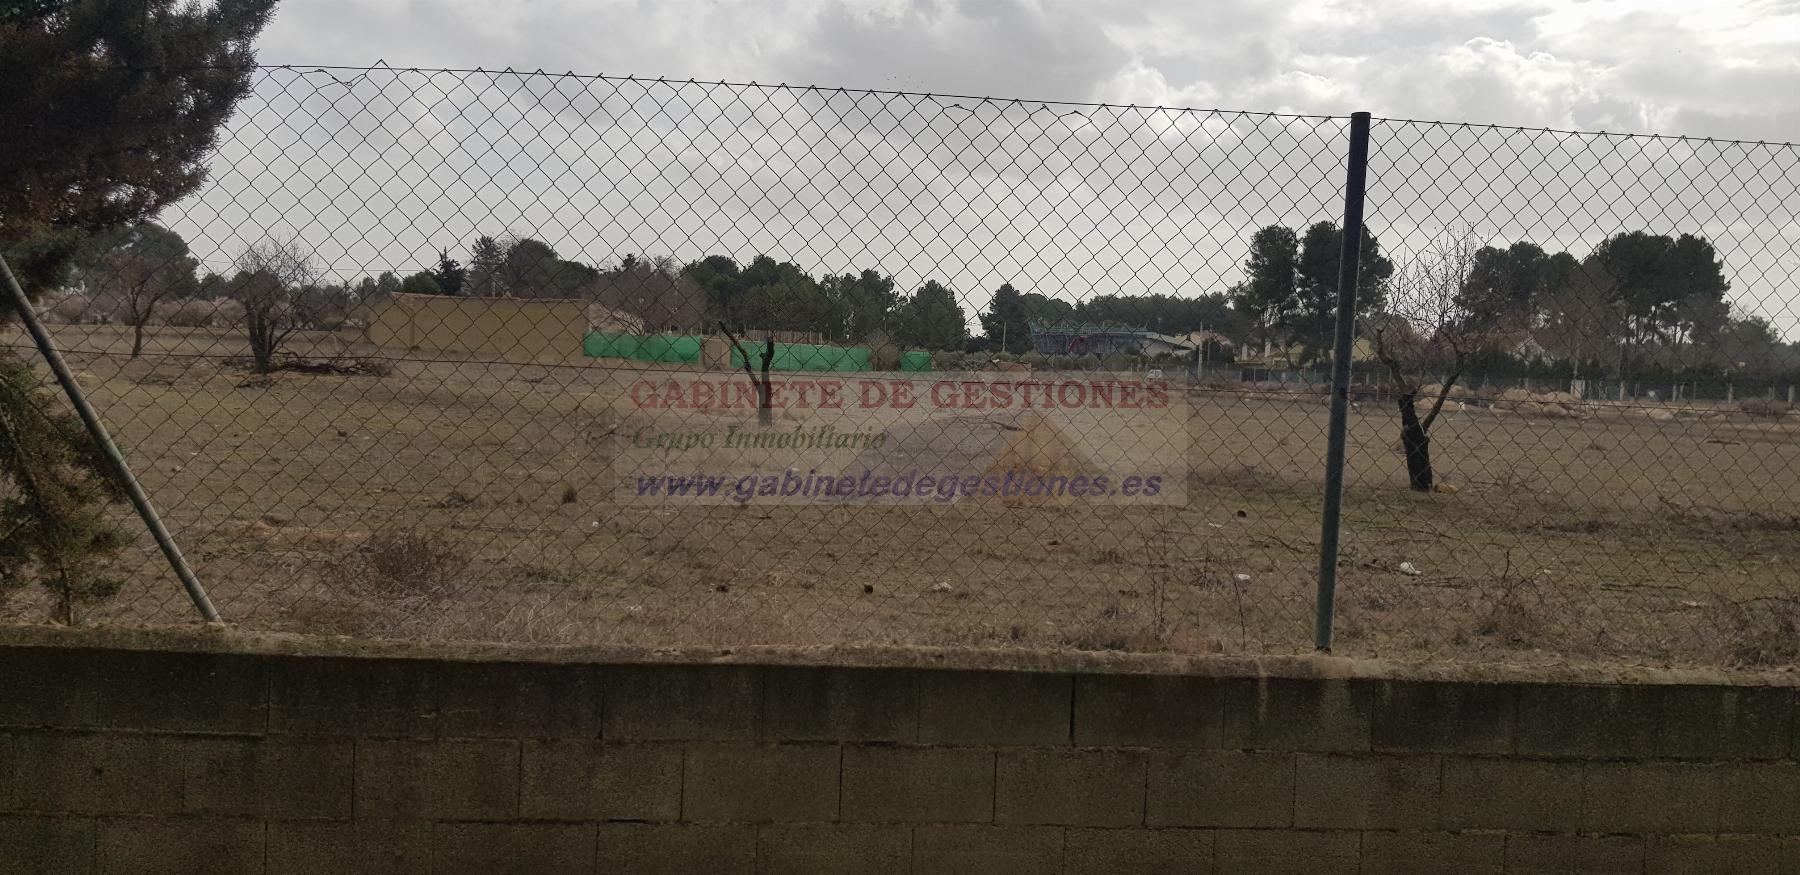 GABINETE DE GESTIONES
Grupo Inmobiliario
www.gabinetedegestiones.es